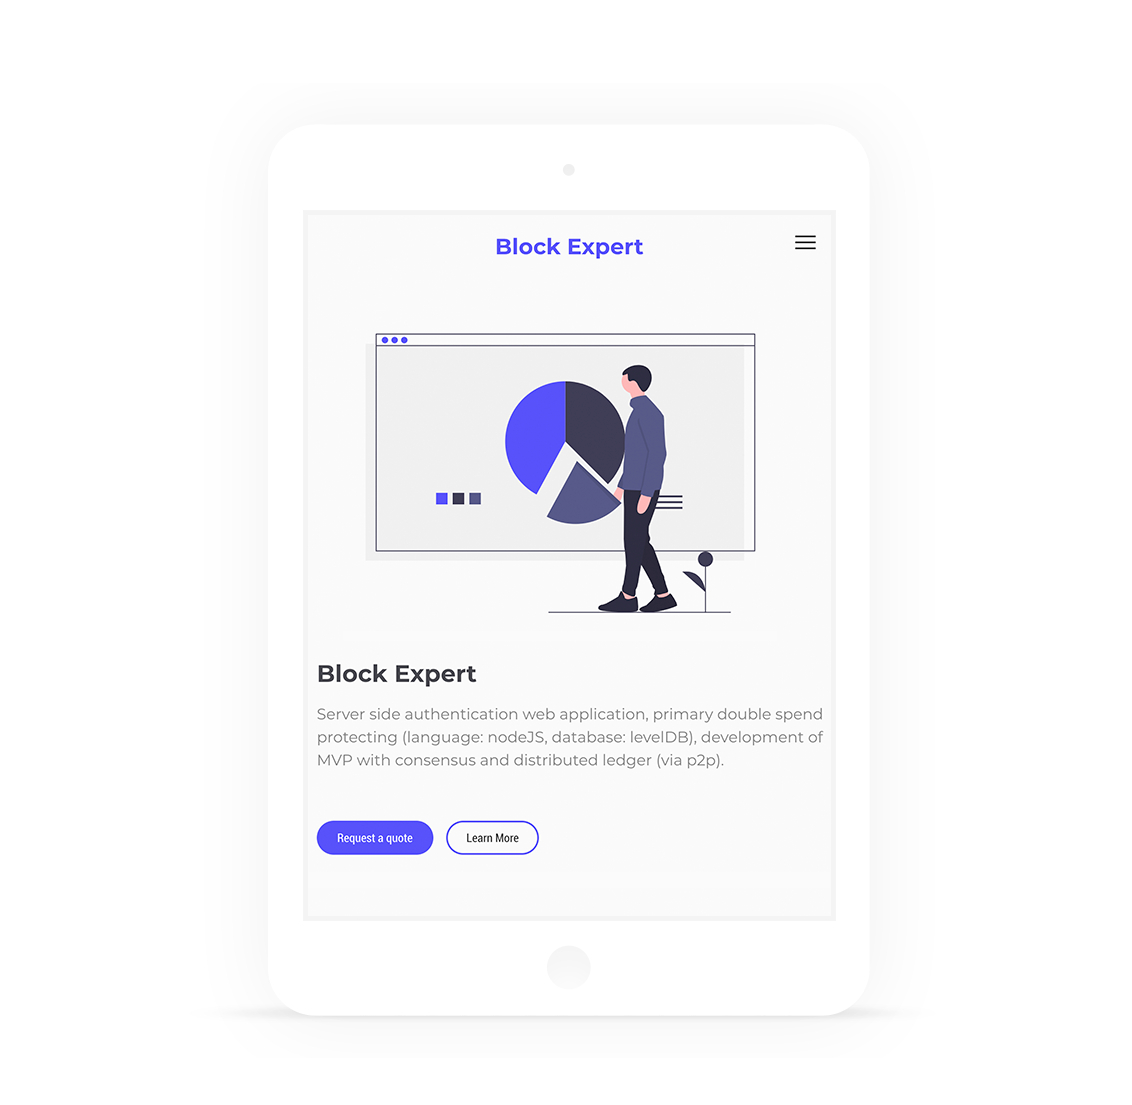 Block Expert
Block Expert
Server side authentication web application, primary double spend
protecting (language: nodeJS, database: levelDB), development of
MVP with consensus and distributed ledger (via p2p).
Request a quote
Learn More